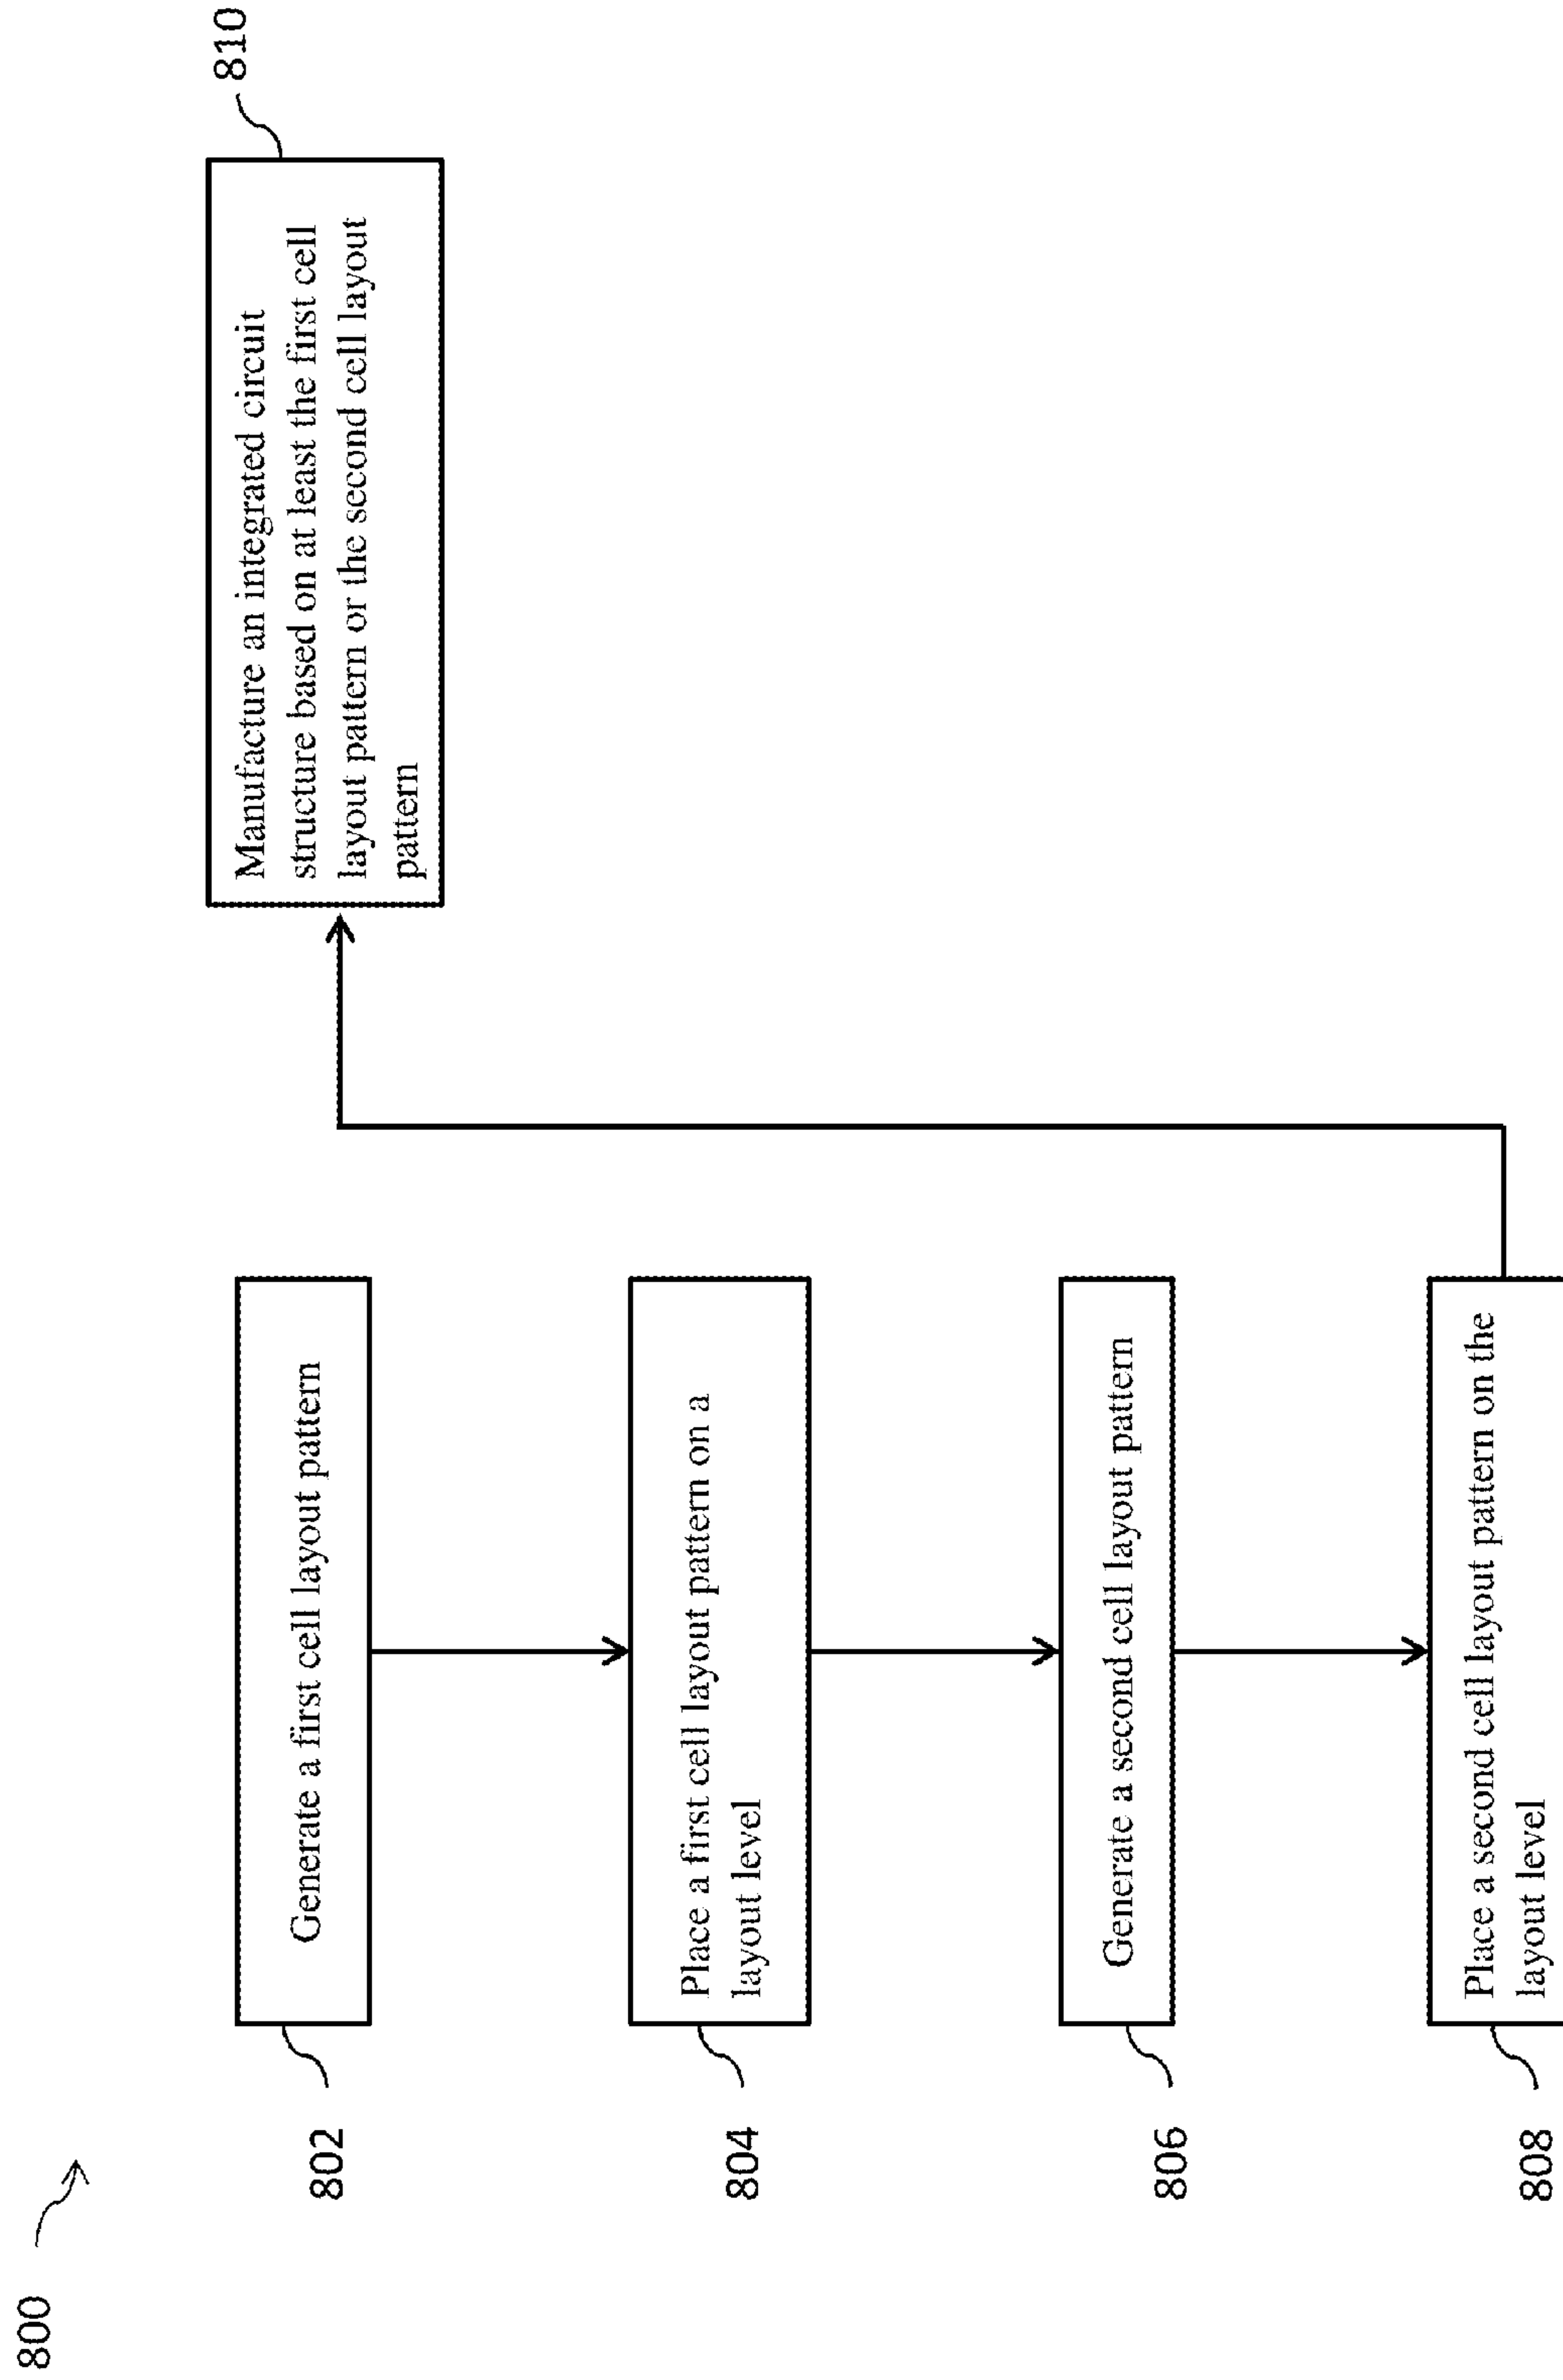 800
802
Generate a first cell layout pattern
804
Place a first cell layout pattern on a
layout level
806
Generate a second cell layout pattern
808
Place a second cell layout pattern on the
layout level
810
Manufacture an integrated circuit
structure based on at least the first cell
layout pattern or the second cell layout
pattern